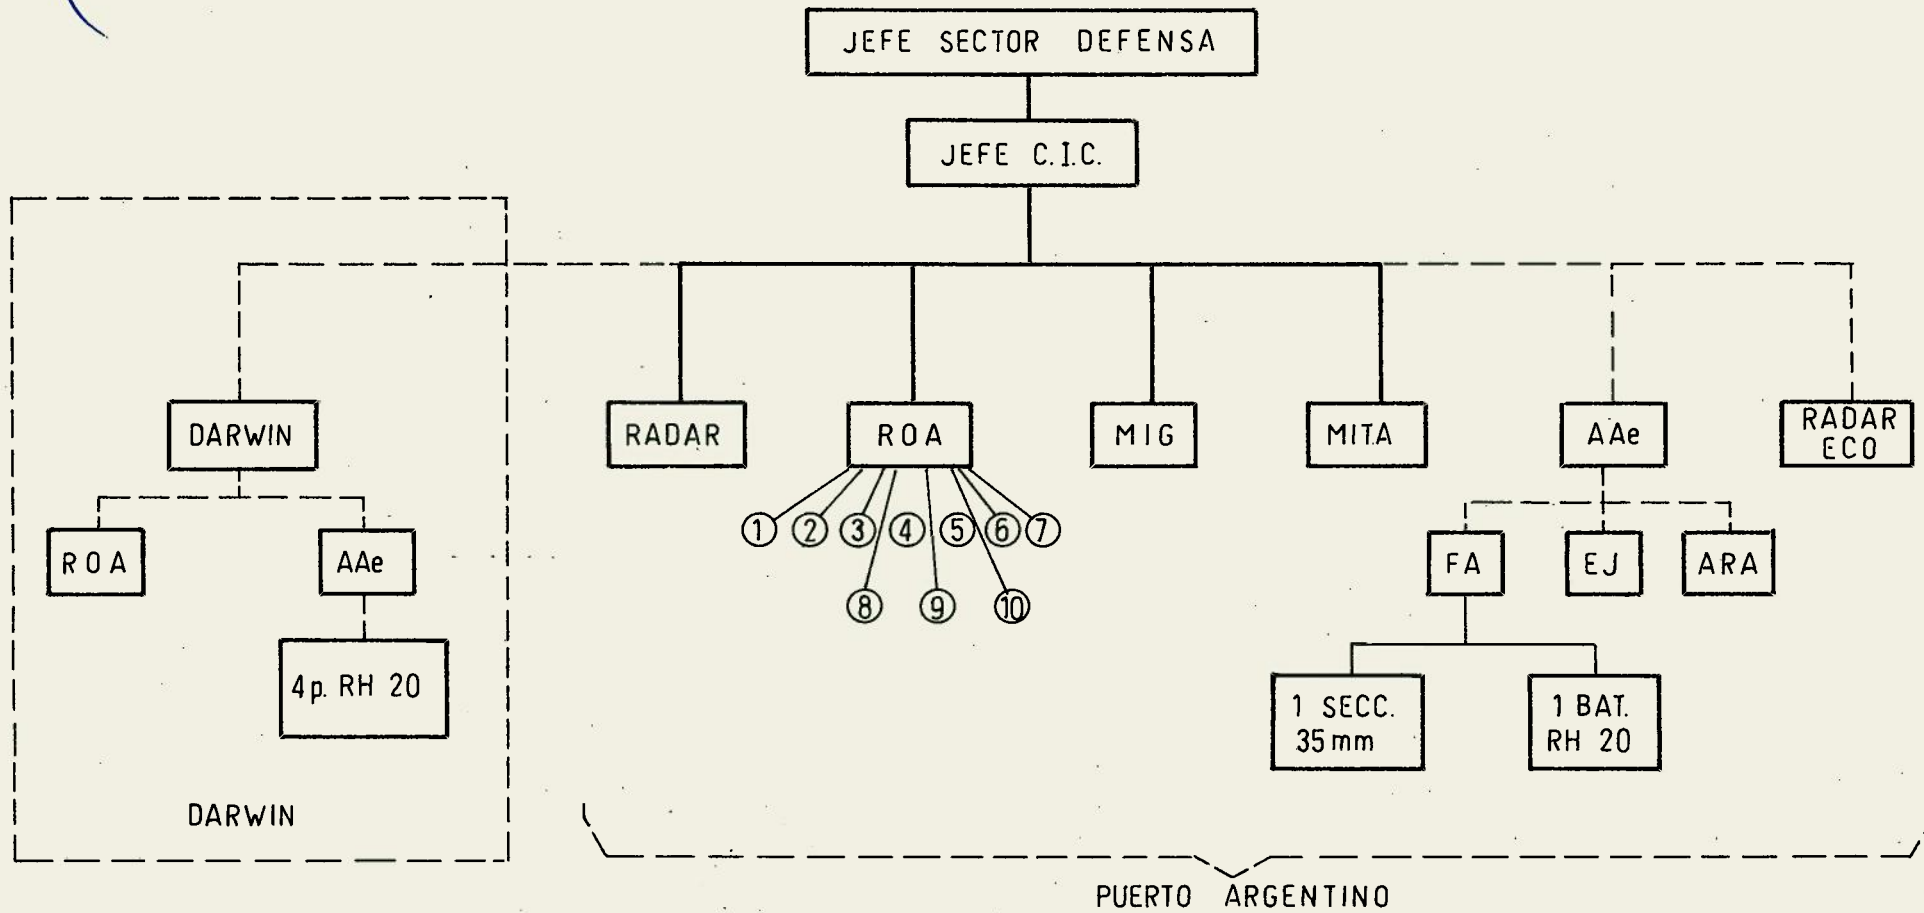 JEFE SECTOR DEFENSA
JEFE C.I.C.
DARWIN
RADAR
ROA
MIG
MITA
AAe
RADAR
ECO
ROA
AAe
1 2 3 4 5 6 7
8 9 10
FA
EJ
ARA
4p. RH 20
1 SECC.
35mm
1 BAT.
RH 20
DARWIN
PUERTO ARGENTINO